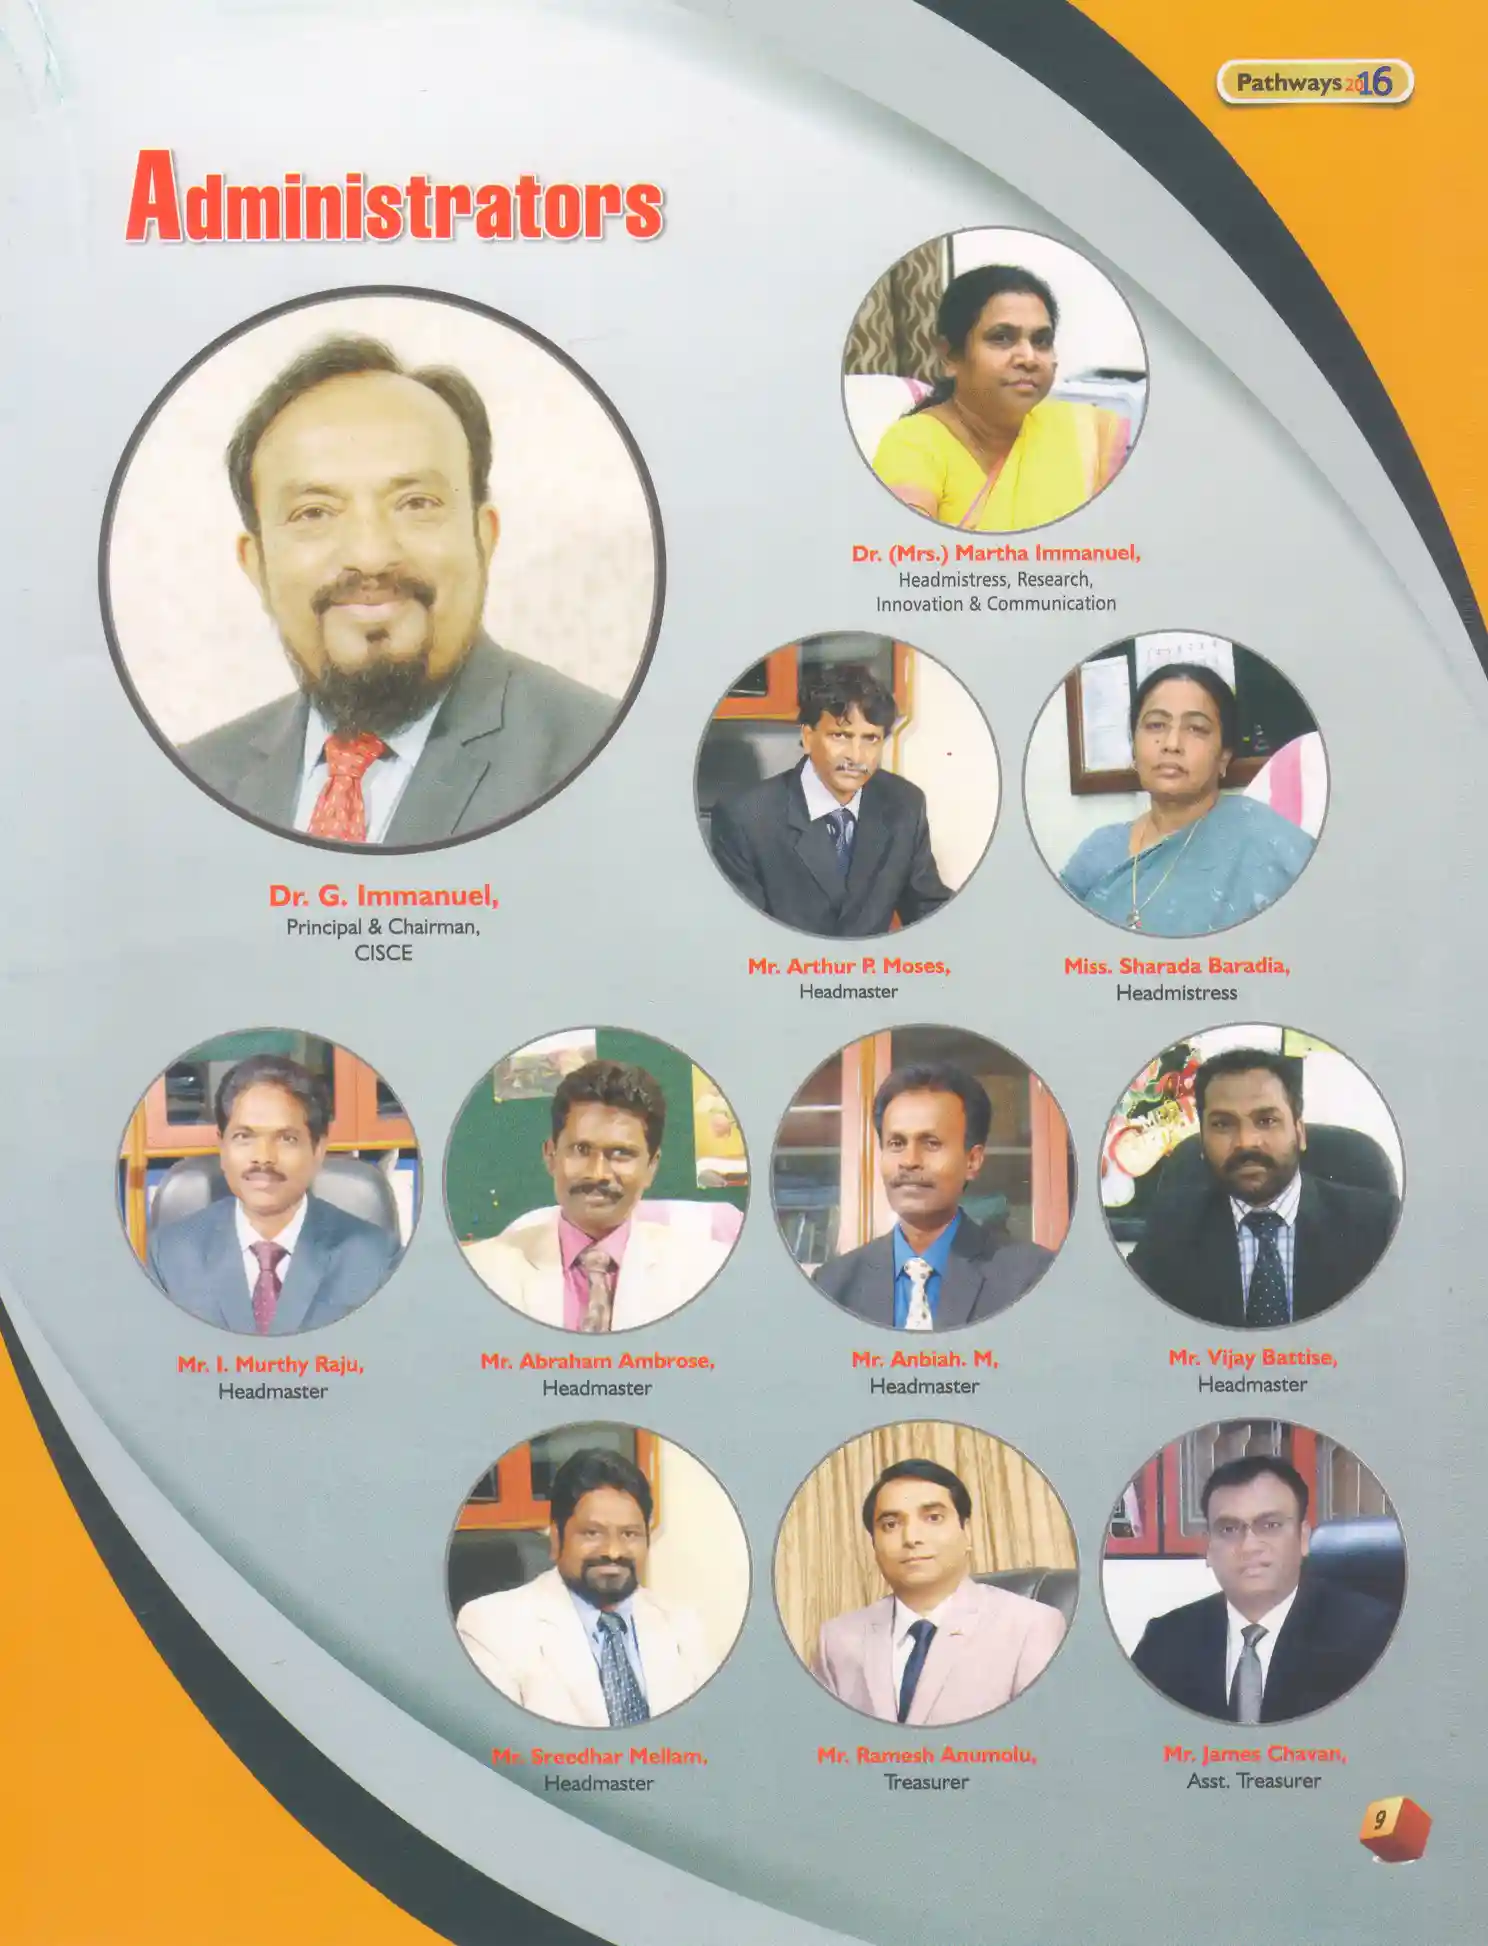 Pathways 2016
Administrators
Dr. (Mrs.) Martha Immanuel,
Headmistress, Research,
Innovation & Communication
Dr. G. Immanuel,
Principal & Chairman,
CISCE
Mr. Arthur P. Moses,
Headmaster
Miss. Sharada Baradia,
Headmistress
Mr. I. Murthy Raju,
Headmaster
Mr. Abraham Ambrose,
Headmaster
Mr. Anbiah. M,
Headmaster
Mr. Vijay Battise,
Headmaster
Mr. Sreedhar Mellam,
Headmaster
Mr. Ramesh Anumolu,
Treasurer
Mr. James Chavan,
Asst. Treasurer
9